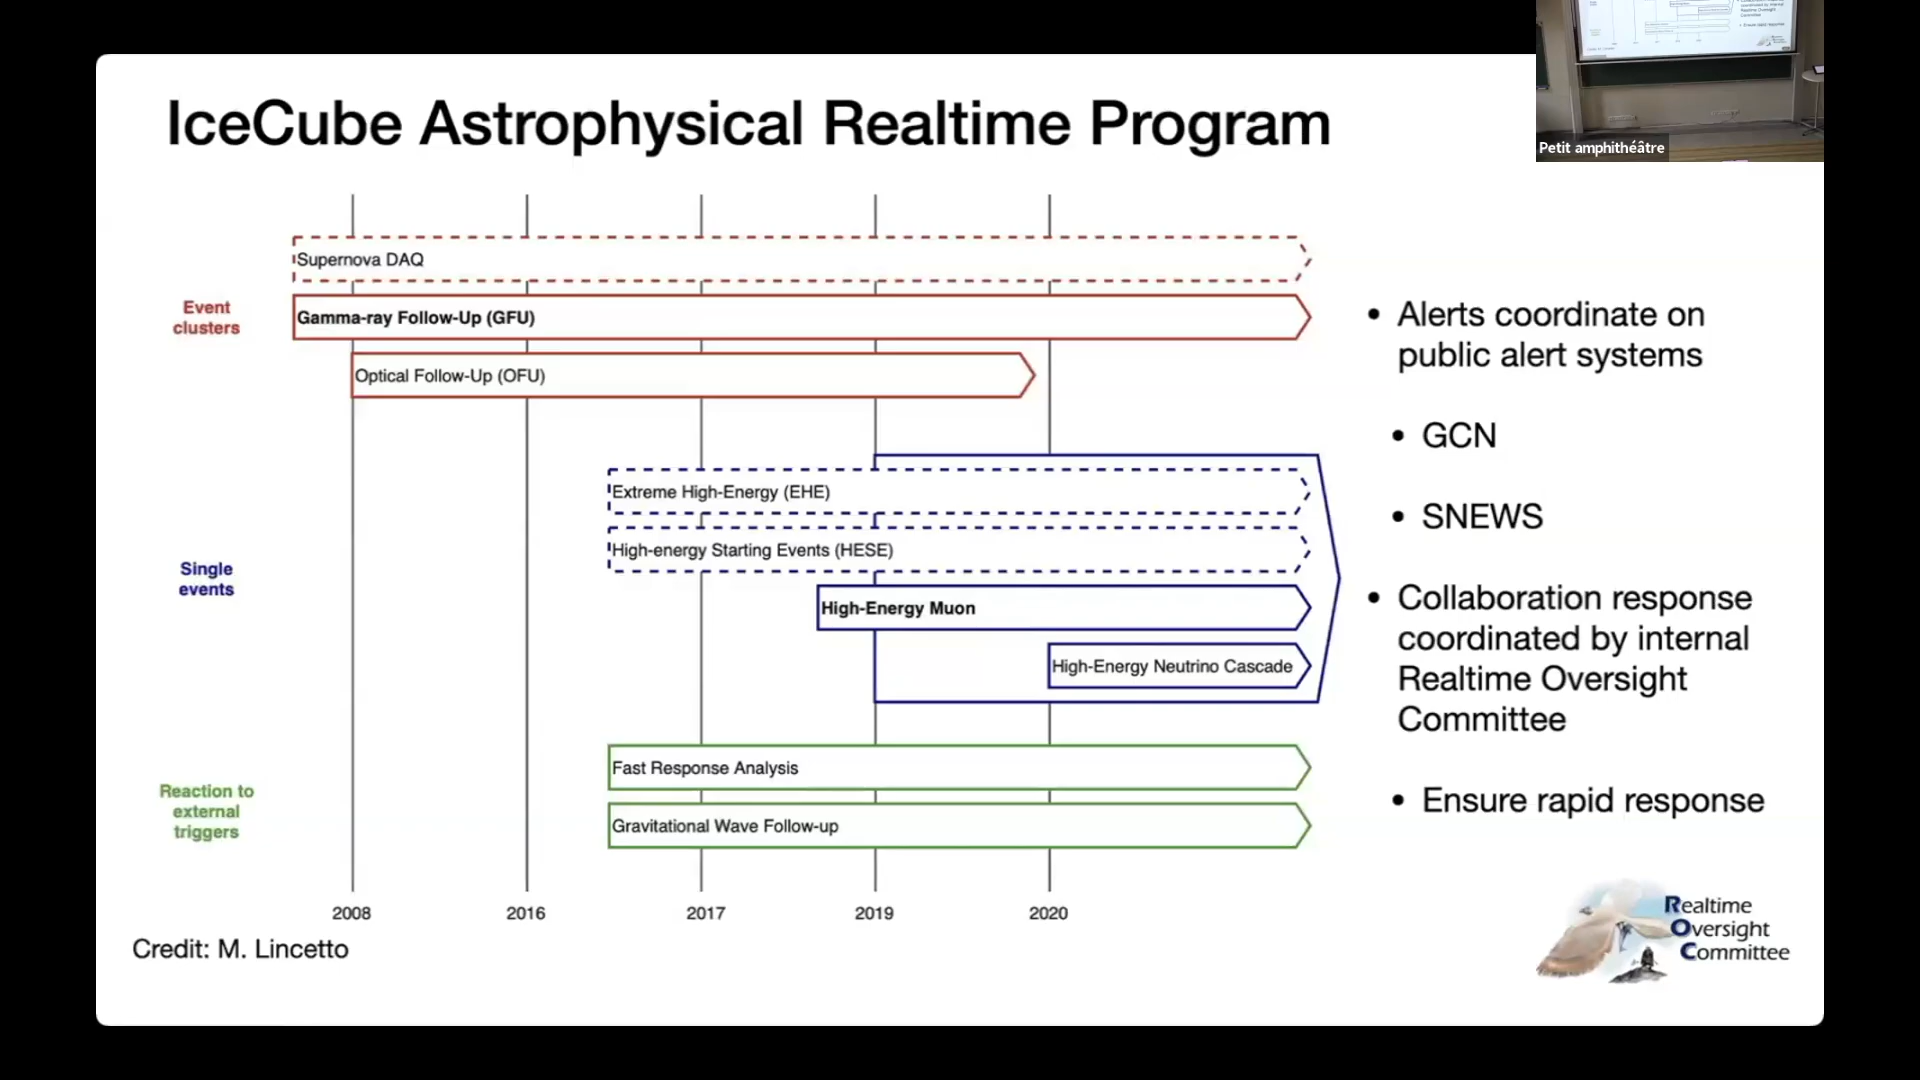 IceCube Astrophysical Realtime Program
Petit amphithéâtre
Event
clusters
Supernova DAQ
Gamma-ray Follow-Up (GFU)
Optical Follow-Up (OFU)
Single
events
Extreme High-Energy (EHE)
High-energy Starting Events (HESE)
High-Energy Muon
High-Energy Neutrino Cascade
Reaction to
external
triggers
Fast Response Analysis
Gravitational Wave Follow-up
2008 2016 2017 2019 2020
Credit: M. Lincetto
• Alerts coordinate on
public alert systems
• GCN
• SNEWS
• Collaboration response
coordinated by internal
Realtime Oversight
Committee
• Ensure rapid response
Realtime
Oversight
Committee